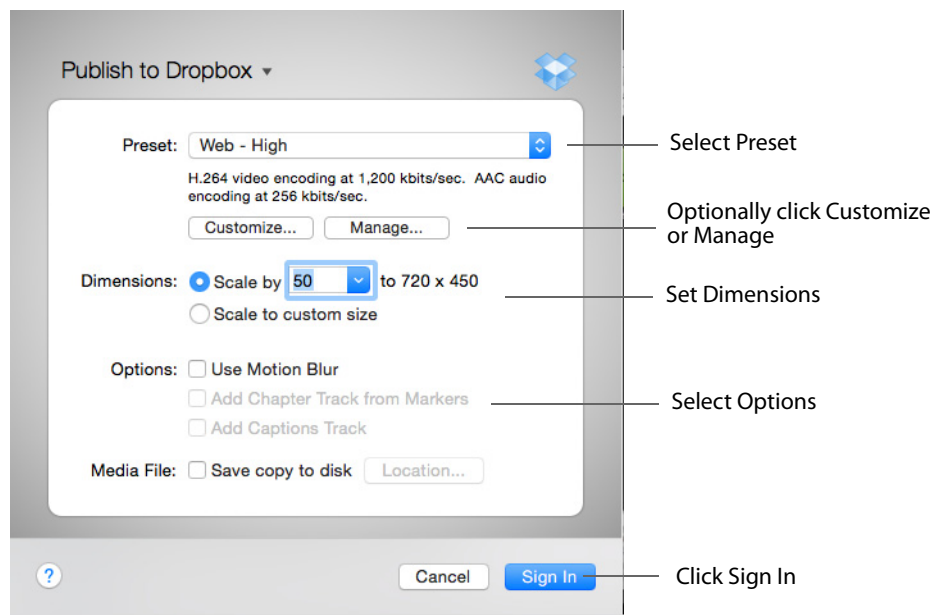 Publish to Dropbox
Preset: Web - High
Select Preset
H.264 video encoding at 1,200 kbits/sec. AAC audio
encoding at 256 kbits/sec.
Customize... Manage...
Optionally click Customize
or Manage
Dimensions: Scale by 50 to 720 x 450
Set Dimensions
Scale to custom size
Options: Use Motion Blur
Add Chapter Track from Markers
Select Options
Add Captions Track
Media File: Save copy to disk Location...
? Cancel Sign In
Click Sign In